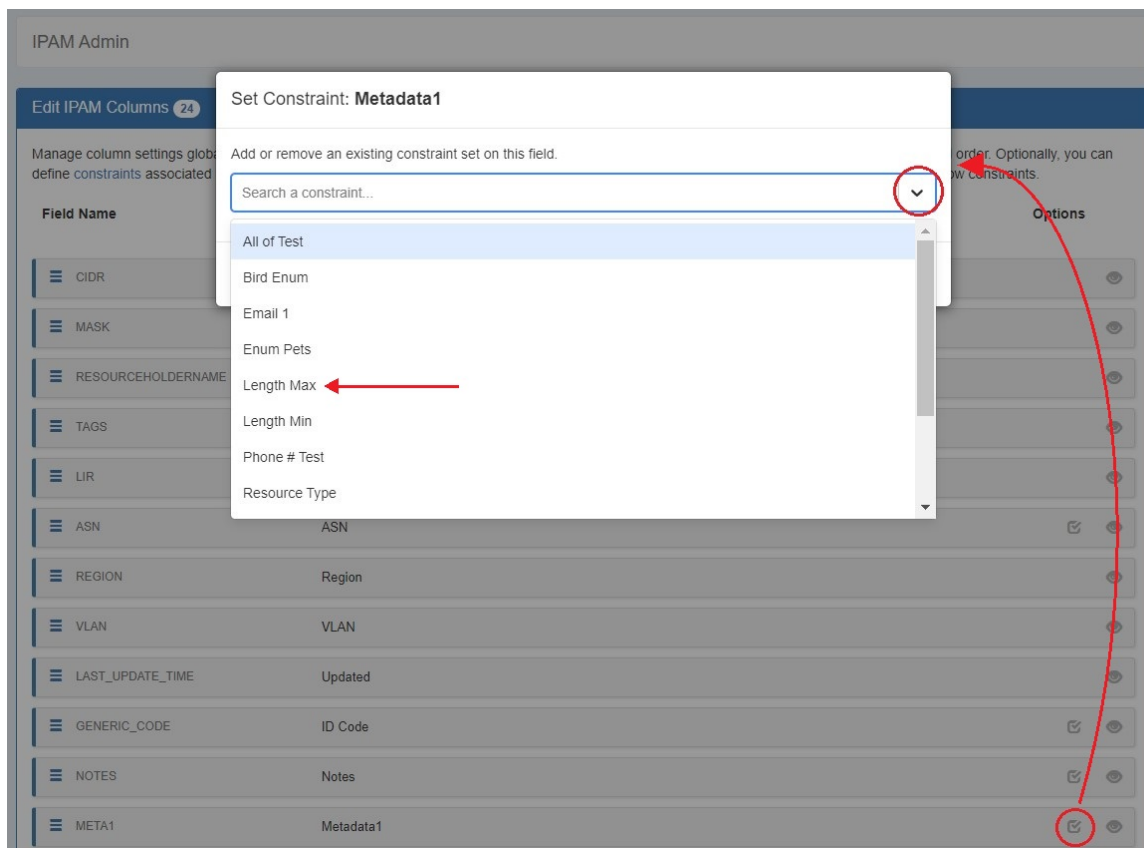 IPAM Admin
Edit IPAM Columns 24
Set Constraint: Metadata1
Manage column settings globa
Add or remove an existing constraint set on this field.
order. Optionally, you can
define constraints associated
ow constraints.
Search a constraint...
Field Name
Options
All of Test
Bird Enum
Email 1
Enum Pets
Length Max
Length Min
Phone # Test
Resource Type
CIDR
MASK
RESOURCEHOLDERNAME
TAGS
LIR
ASN ASN
REGION Region
VLAN VLAN
LAST_UPDATE_TIME Updated
GENERIC_CODE ID Code
NOTES Notes
META1 Metadata1